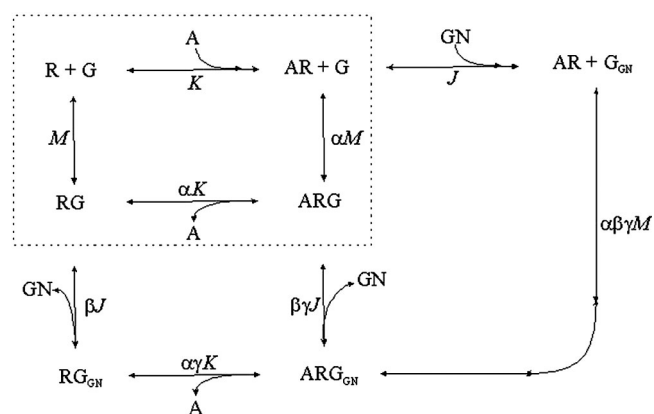 A
GN
R + G
K
AR + G
J
AR + G_GN
M
αM
αK
RG
ARG
A
αβγM
GN
βJ
βγJ
GN
αγK
RG_GN
ARG_GN
A